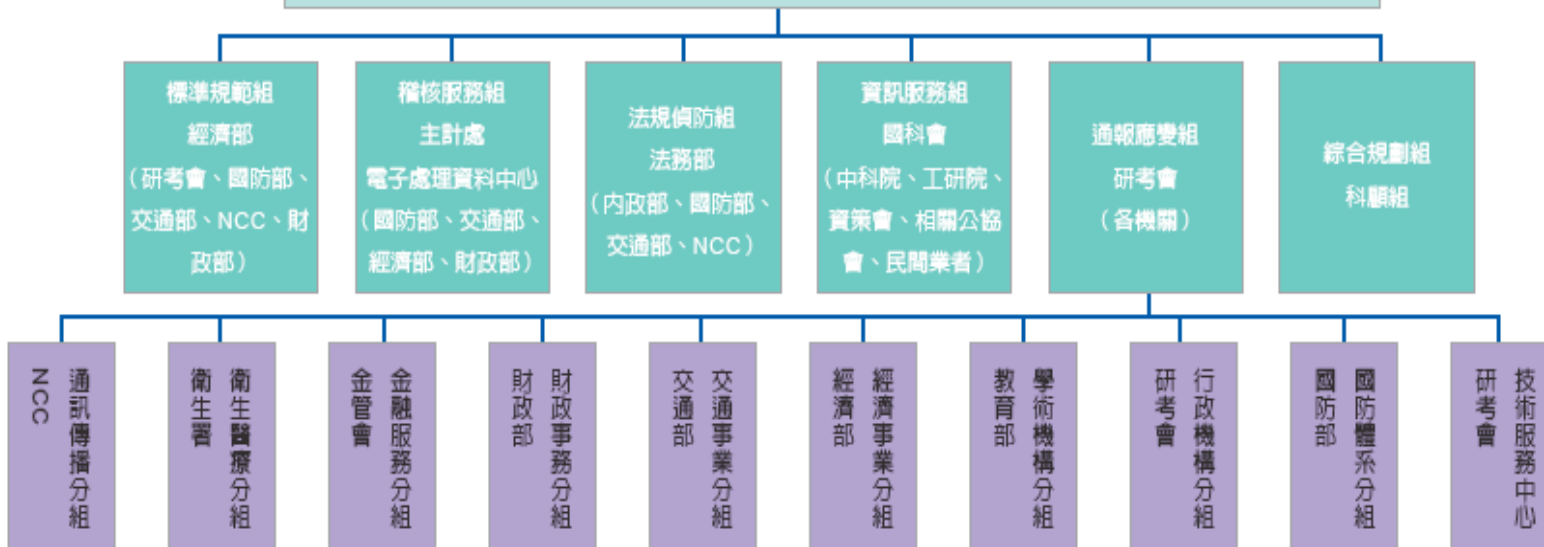 標準規範組
經濟部
（研考會、國防部、
交通部、NCC、財
政部）
稽核服務組
主計處
電子處理資料中心
（國防部、交通部、
經濟部、財政部）
法規偵防組
法務部
（內政部、國防部、
交通部、NCC）
資訊服務組
國科會
（中科院、工研院、
資策會、相關公協
會、民間業者）
通報應變組
研考會
（各機關）
綜合規劃組
科顧組
通訊傳播分組
NCC
衛生醫療分組
衛生署
金融服務分組
金管會
財政事務分組
財政部
交通事業分組
交通部
經濟事業分組
經濟部
學術機構分組
教育部
行政機構分組
研考會
國防體系分組
國防部
技術服務中心
研考會